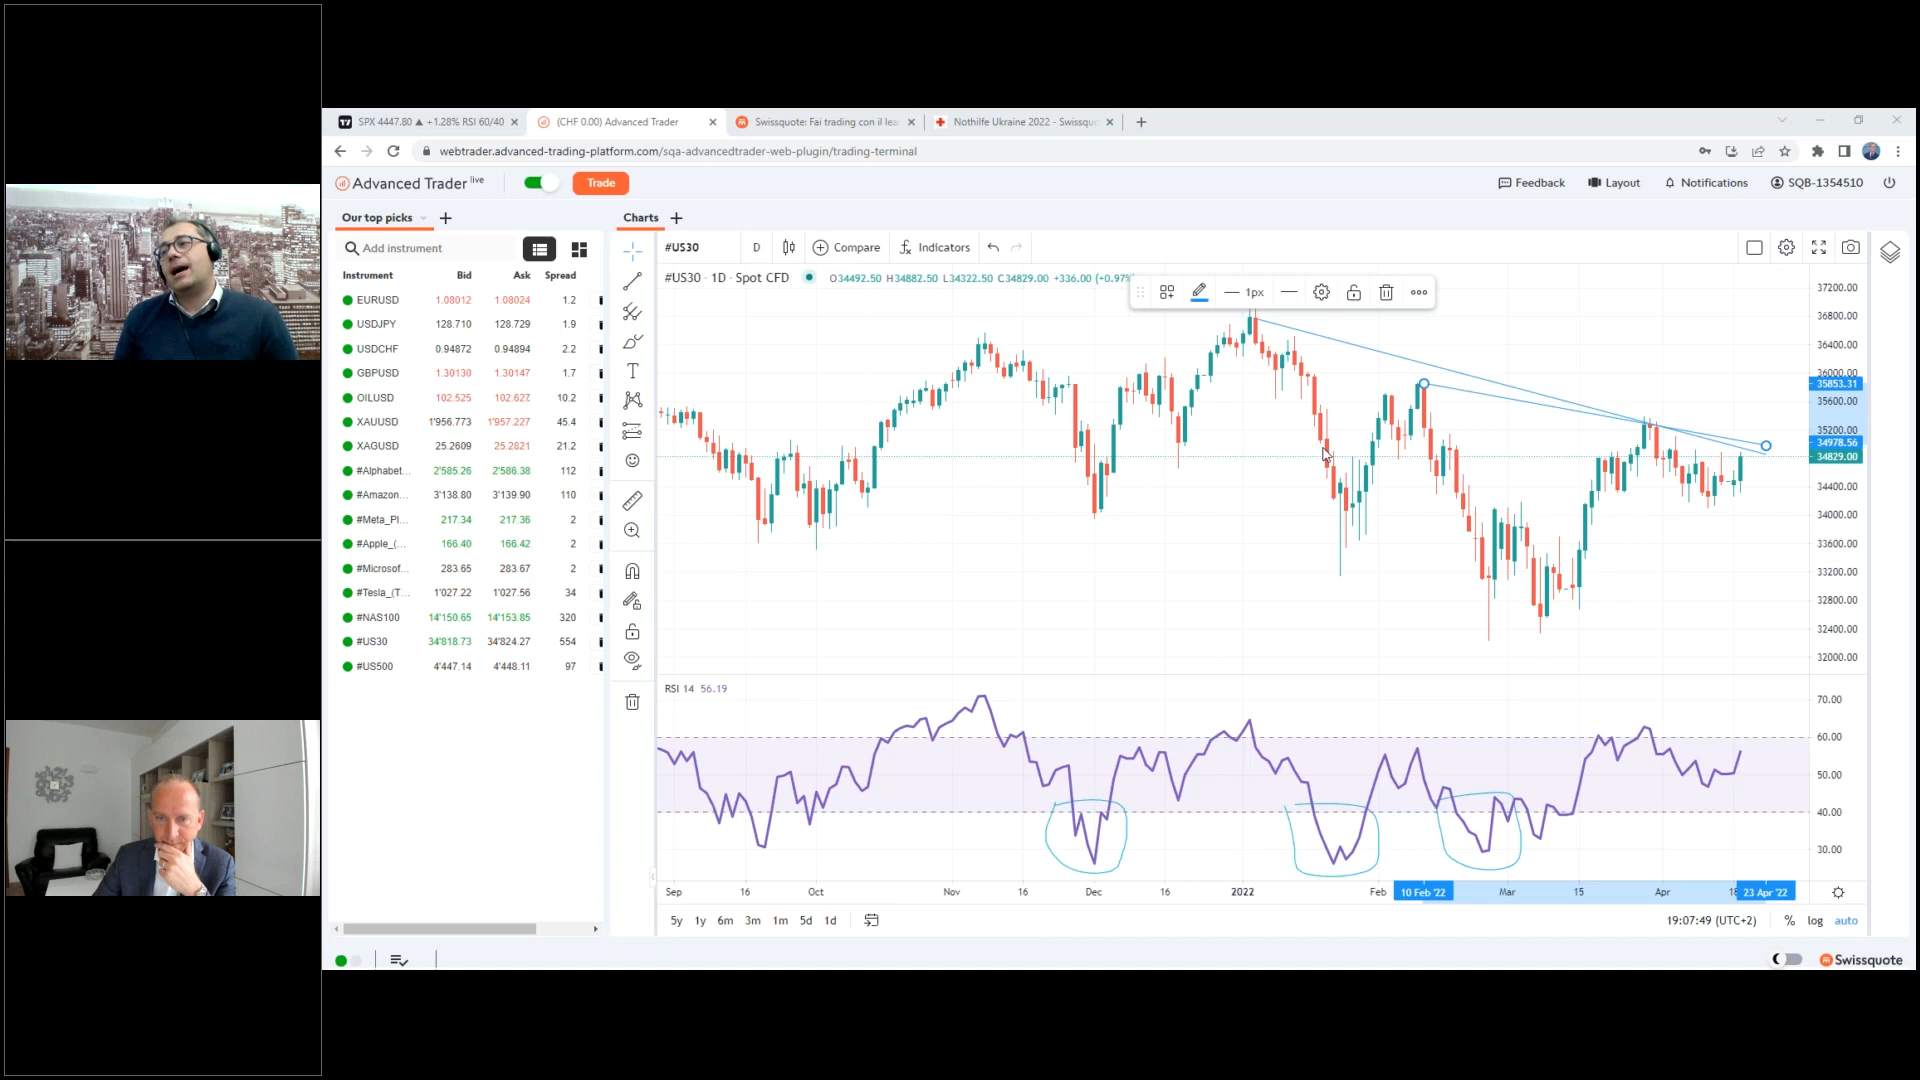 SPX 4447.80 ▲ +1.28% RSI 60/40
(CHF 0.00) Advanced Trader
Swissquote: Fai trading con il lea
Nothilfe Ukraine 2022 - Swissqu
webtrader.advanced-trading-platform.com/sqa-advancedtrader-web-plugin/trading-terminal
Advanced Trader live
Trade
Feedback
Layout
Notifications
SQB-1354510
Our top picks
Charts
Add instrument
#US30
D
Compare
Indicators
Instrument Bid Ask Spread
EURUSD 1.08012 1.08024 1.2
USDJPY 128.710 128.729 1.9
USDCHF 0.94872 0.94894 2.2
GBPUSD 1.30130 1.30147 1.7
OILUSD 102.525 102.627 10.2
XAUUSD 1'956.773 1'957.227 45.4
XAGUSD 25.2609 25.2821 21.2
#Alphabet... 2'585.26 2'586.38 112
#Amazon... 3'138.80 3'139.90 110
#Meta_Pl... 217.34 217.36 2
#Apple_(... 166.40 166.42 2
#Microsof... 283.65 283.67 2
#Tesla_(T... 1'027.22 1'027.56 34
#NAS100 14'150.65 14'153.85 320
#US30 34'818.73 34'824.27 554
#US500 4'447.14 4'448.11 97
#US30 · 1D · Spot CFD O34492.50 H34882.50 L34322.50 C34829.00 +336.00 (+0.97%
1px
37200.00
36800.00
36400.00
36000.00
35853.31
35600.00
35200.00
34978.56
34829.00
34400.00
34000.00
33600.00
33200.00
32800.00
32400.00
32000.00
RSI 14 56.19
70.00
60.00
50.00
40.00
30.00
Sep 16 Oct Nov 16 Dec 16 2022 Feb 10 Feb '22 Mar 15 Apr 18 23 Apr '22
5y 1y 6m 3m 1m 5d 1d
19:07:49 (UTC+2) % log auto
Swissquote